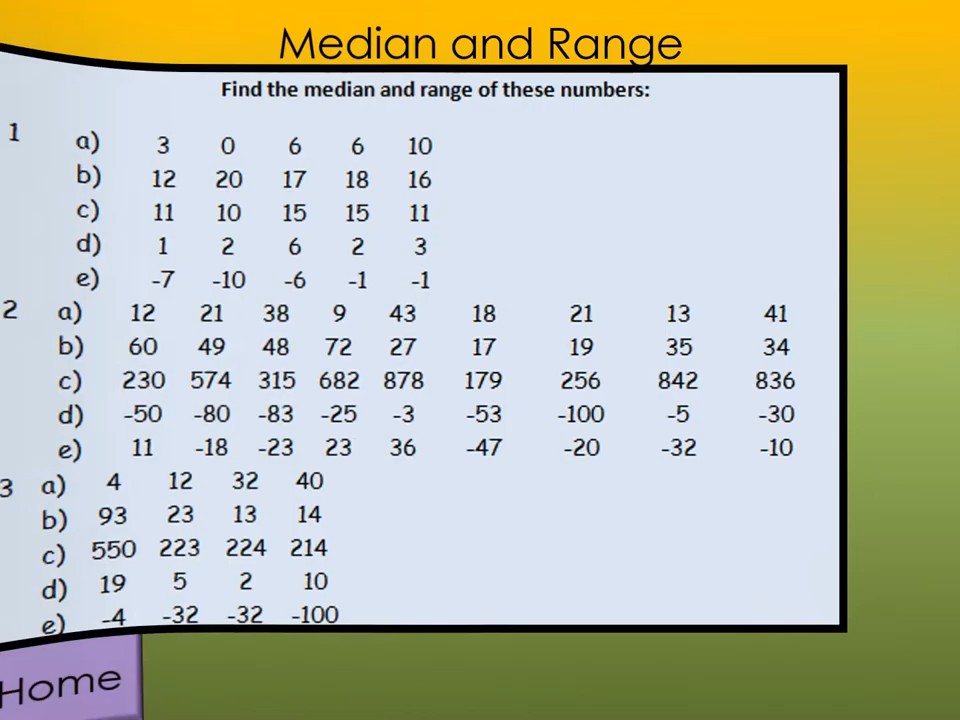 Median and Range
Find the median and range of these numbers:
1 a) 3 0 6 6 10
b) 12 20 17 18 16
c) 11 10 15 15 11
d) 1 2 6 2 3
e) -7 -10 -6 -1 -1
2 a) 12 21 38 9 43 18 21 13 41
b) 60 49 48 72 27 17 19 35 34
c) 230 574 315 682 878 179 256 842 836
d) -50 -80 -83 -25 -3 -53 -100 -5 -30
e) 11 -18 -23 23 36 -47 -20 -32 -10
3 a) 4 12 32 40
b) 93 23 13 14
c) 550 223 224 214
d) 19 5 2 10
e) -4 -32 -32 -100
Home